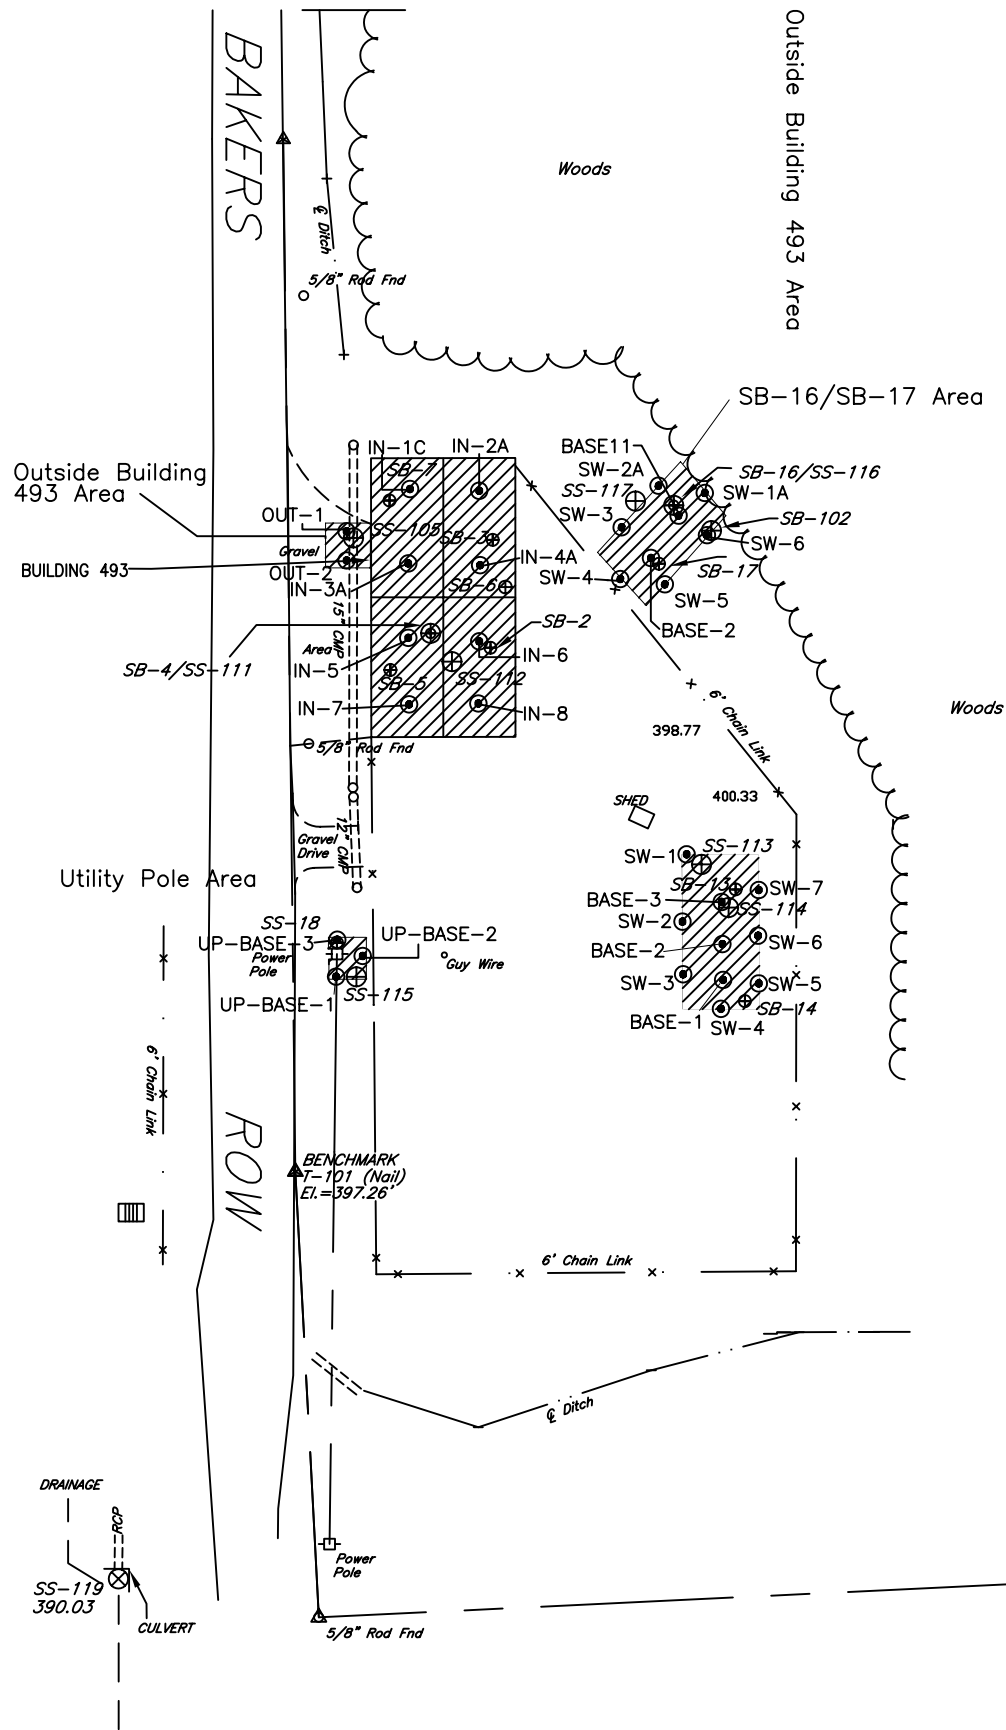 BAKERS
Outside Building 493 Area
Woods
℄ Ditch
5/8" Rod Fnd
SB-16/SB-17 Area
IN-1C
IN-2A
BASE11
SW-2A
SB-7
SB-16/SS-116
Outside Building
493 Area
SS-117
SW-1A
OUT-1
SS-105
SW-3
SB-102
SB-3
SW-6
Gravel
IN-4A
BUILDING 493
OUT-2
SW-4
SB-17
IN-3A
SB-6
SW-5
15" CMP
SB-2
BASE-2
Area
IN-6
SB-4/SS-111
IN-5
SS-112
SB-5
6' Chain Link
IN-7
IN-8
Woods
398.77
5/8" Rod Fnd
400.33
SHED
12" CMP
Gravel
Drive
SS-113
SW-1
Utility Pole Area
SB-13
SW-7
BASE-3
SS-114
SS-18
SW-2
UP-BASE-2
UP-BASE-3
SW-6
BASE-2
Power
Pole
Guy Wire
SW-3
SW-5
SS-115
UP-BASE-1
SB-14
BASE-1
SW-4
6' Chain Link
ROW
BENCHMARK
T-101 (Nail)
El.=397.26'
6' Chain Link
℄ Ditch
DRAINAGE
RCP
Power
Pole
SS-119
390.03
CULVERT
5/8" Rod Fnd